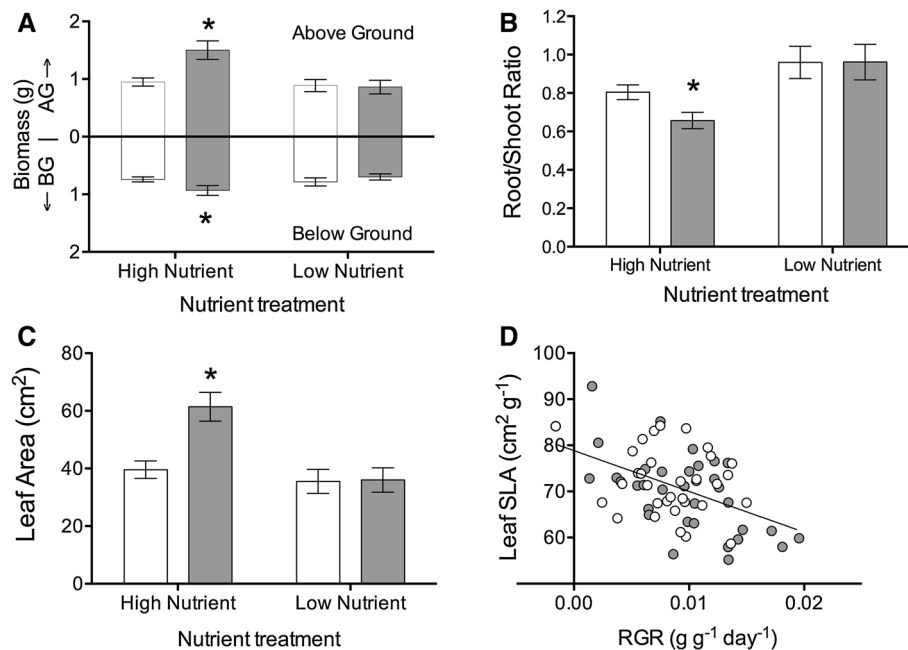 A
2
1
0
1
2
Biomass (g)
← BG | AG →
*
*
Above Ground
Below Ground
High Nutrient
Low Nutrient
Nutrient treatment
B
1.2
1.0
0.8
0.6
0.4
0.2
0.0
Root/Shoot Ratio
*
High Nutrient
Low Nutrient
Nutrient treatment
C
80
60
40
20
0
Leaf Area (cm²)
*
High Nutrient
Low Nutrient
Nutrient treatment
D
100
90
80
70
60
Leaf SLA (cm² g⁻¹)
0.00
0.01
0.02
RGR (g g⁻¹ day⁻¹)